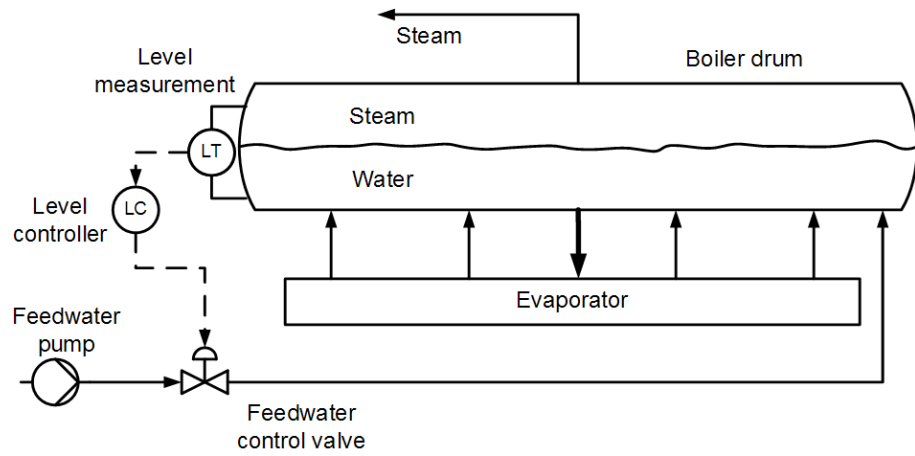 Steam
Level
measurement
Boiler drum
Steam
LT
Water
Level
controller
LC
Evaporator
Feedwater
pump
Feedwater
control valve